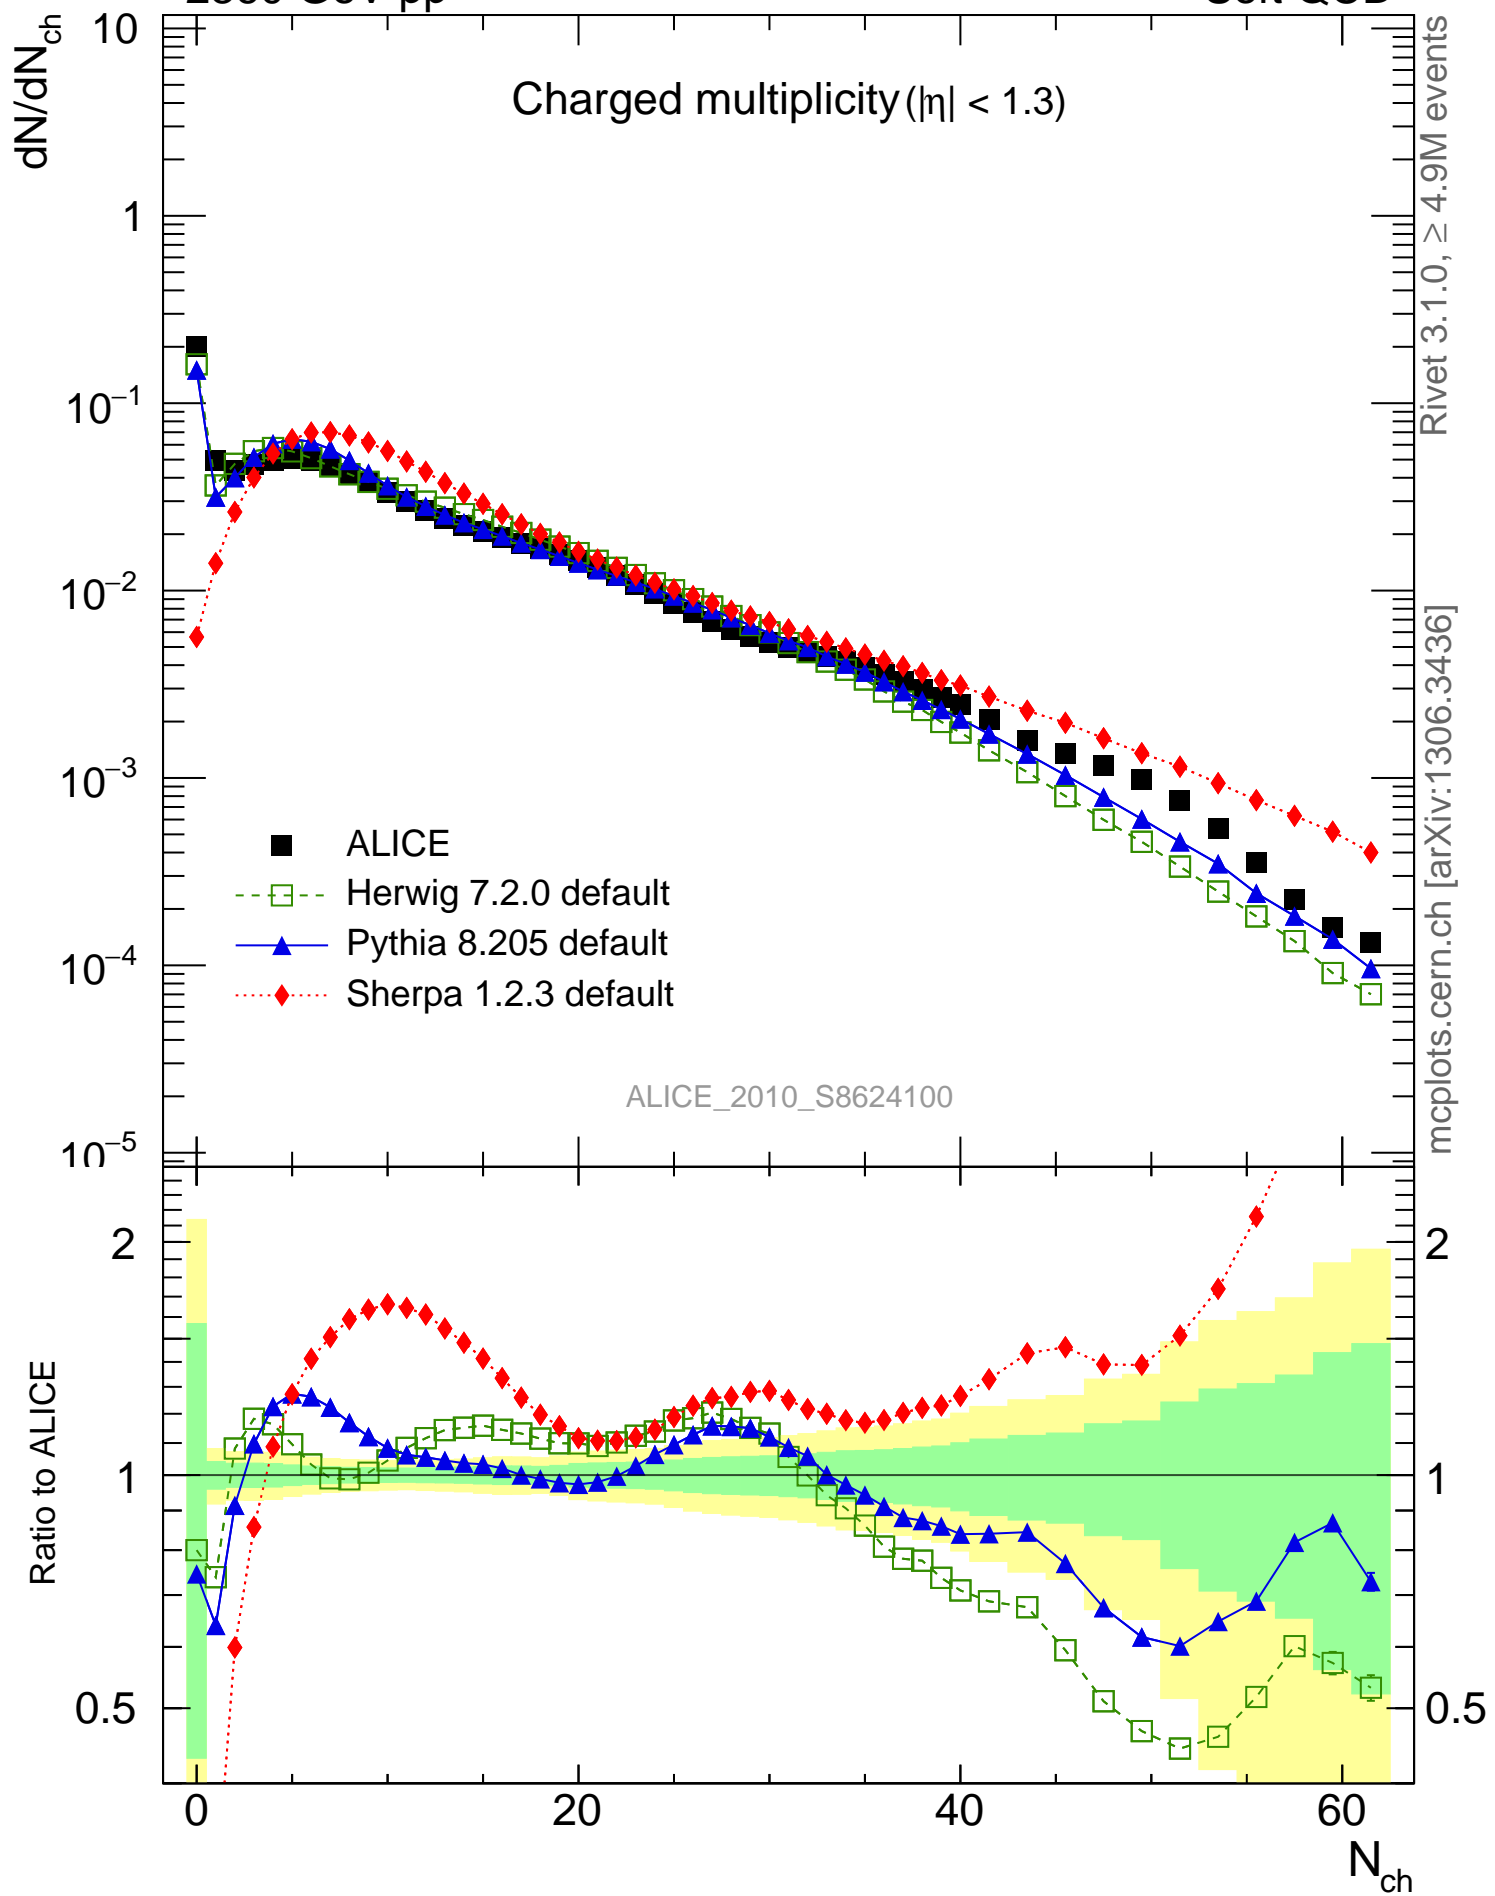 dN/dN_ch
Charged multiplicity (|η| < 1.3)
10
1
10⁻¹
10⁻²
10⁻³
10⁻⁴
10⁻⁵
ALICE
Herwig 7.2.0 default
Pythia 8.205 default
Sherpa 1.2.3 default
ALICE_2010_S8624100
Rivet 3.1.0, ≥ 4.9M events
mcplots.cern.ch [arXiv:1306.3436]
Ratio to ALICE
2
1
0.5
2
1
0.5
0
20
40
60
N_ch